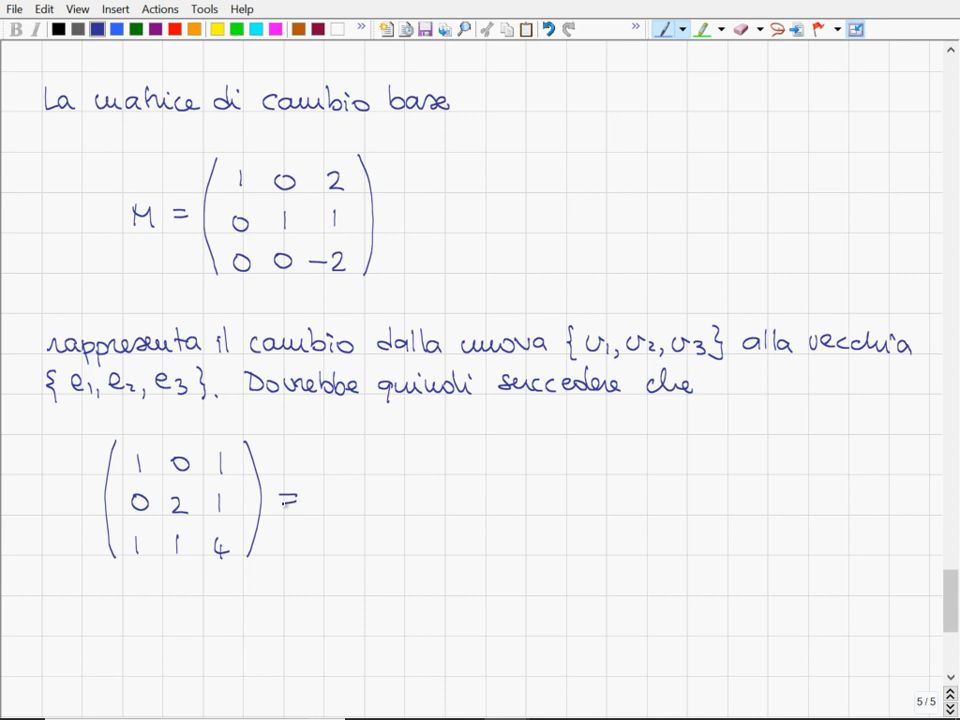 File Edit View Insert Actions Tools Help
B I » »
La matrice di cambio base
M = ( 1 0 2
0 1 1
0 0 -2 )
rappresenta il cambio dalla nuova {v1, v2, v3} alla vecchia
{e1, e2, e3}. Dovrebbe quindi succedere che
( 1 0 1
0 2 1 ) =
1 1 4
5 / 5